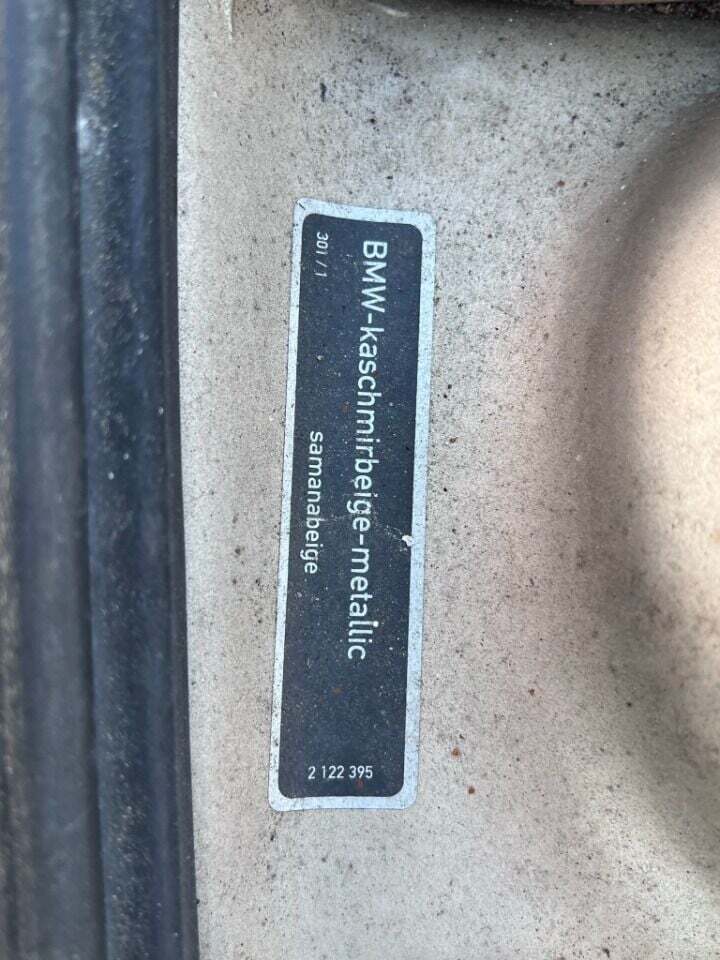 BMW-kaschmirbeige-metallic
samanabeige
301/1
2 122 395